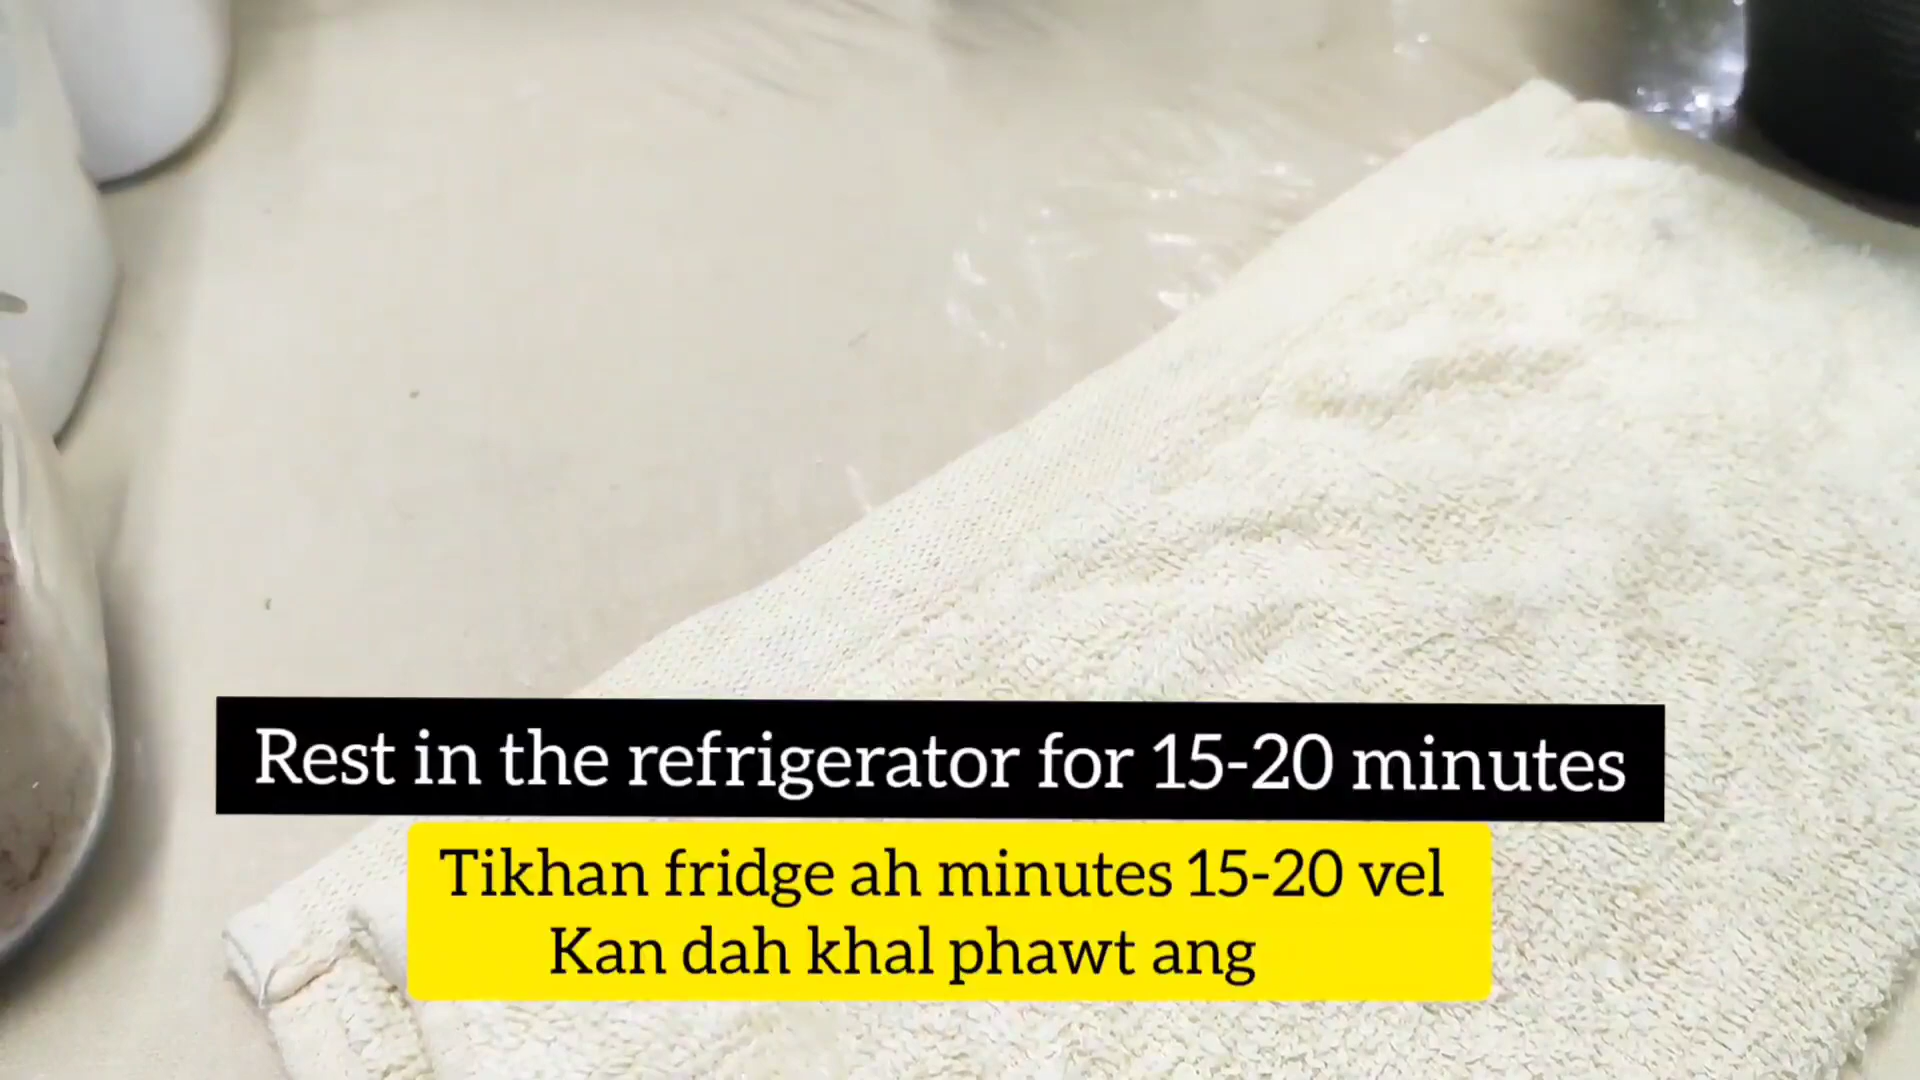 Rest in the refrigerator for 15-20 minutes
Tikhan fridge ah minutes 15-20 vel
Kan dah khal phawt ang